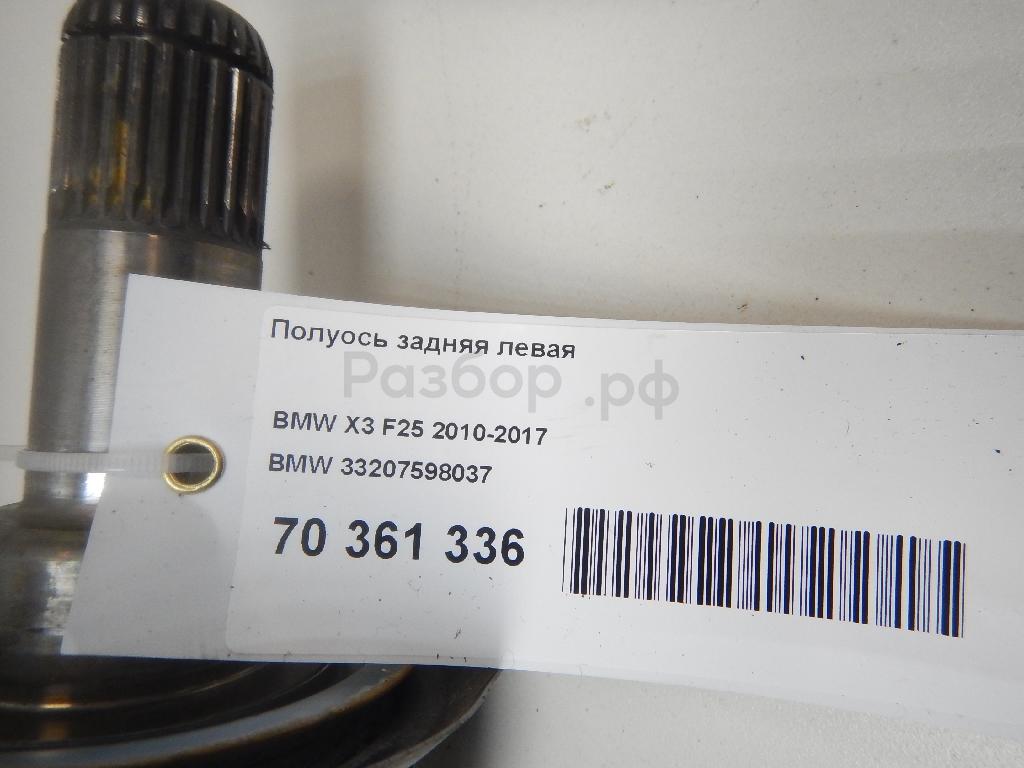 Полуось задняя левая
Разбор.рф
BMW X3 F25 2010-2017
BMW 33207598037
70 361 336